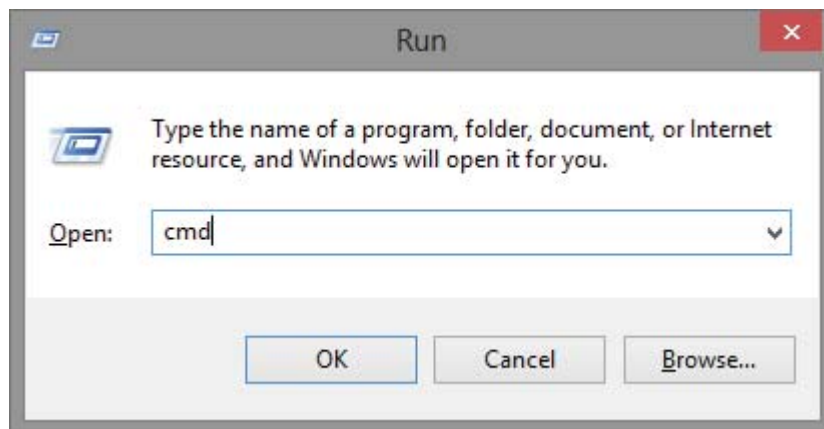 Run
Type the name of a program, folder, document, or Internet
resource, and Windows will open it for you.
Open: cmd
OK Cancel Browse...